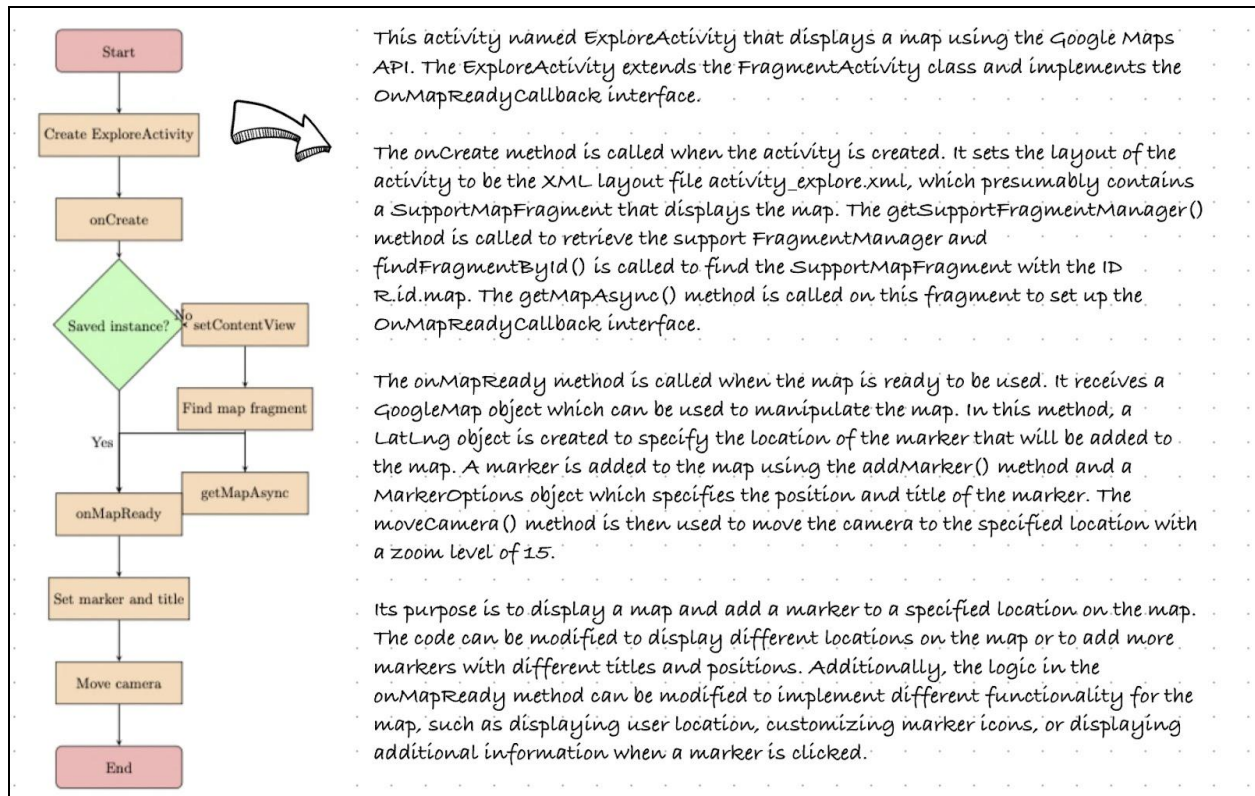 Start
Create ExploreActivity
onCreate
Saved instance?
No
setContentView
Find map fragment
Yes
getMapAsync
onMapReady
Set marker and title
Move camera
End
This activity named ExploreActivity that displays a map using the Google Maps
API. The ExploreActivity extends the FragmentActivity class and implements the
OnMapReadyCallback interface.
The onCreate method is called when the activity is created. It sets the layout of the
activity to be the XML layout file activity_explore.xml, which presumably contains
a SupportMapFragment that displays the map. The getSupportFragmentManager()
method is called to retrieve the support FragmentManager and
findFragmentById() is called to find the SupportMapFragment with the ID
R.id.map. The getMapAsync() method is called on this fragment to set up the
OnMapReadyCallback interface.
The onMapReady method is called when the map is ready to be used. It receives a
GoogleMap object which can be used to manipulate the map. In this method, a
LatLng object is created to specify the location of the marker that will be added to
the map. A marker is added to the map using the addMarker() method and a
MarkerOptions object which specifies the position and title of the marker. The
moveCamera() method is then used to move the camera to the specified location with
a zoom level of 15.
Its purpose is to display a map and add a marker to a specified location on the map.
The code can be modified to display different locations on the map or to add more
markers with different titles and positions. Additionally, the logic in the
onMapReady method can be modified to implement different functionality for the
map, such as displaying user location, customizing marker icons, or displaying
additional information when a marker is clicked.